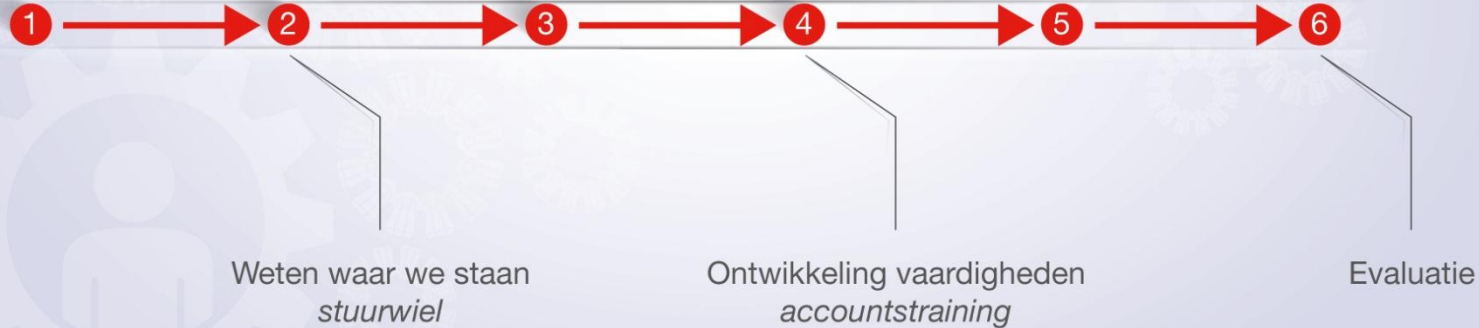 1 2 3 4 5 6
Weten waar we staan
stuurwiel
Ontwikkeling vaardigheden
accountstraining
Evaluatie